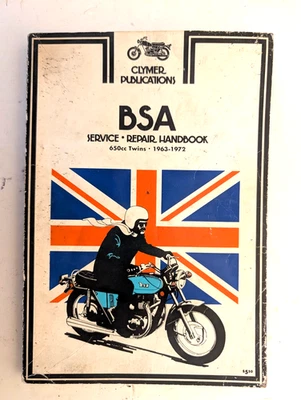 CLYMER
PUBLICATIONS
BSA
SERVICE • REPAIR HANDBOOK
650cc Twins • 1963-1972